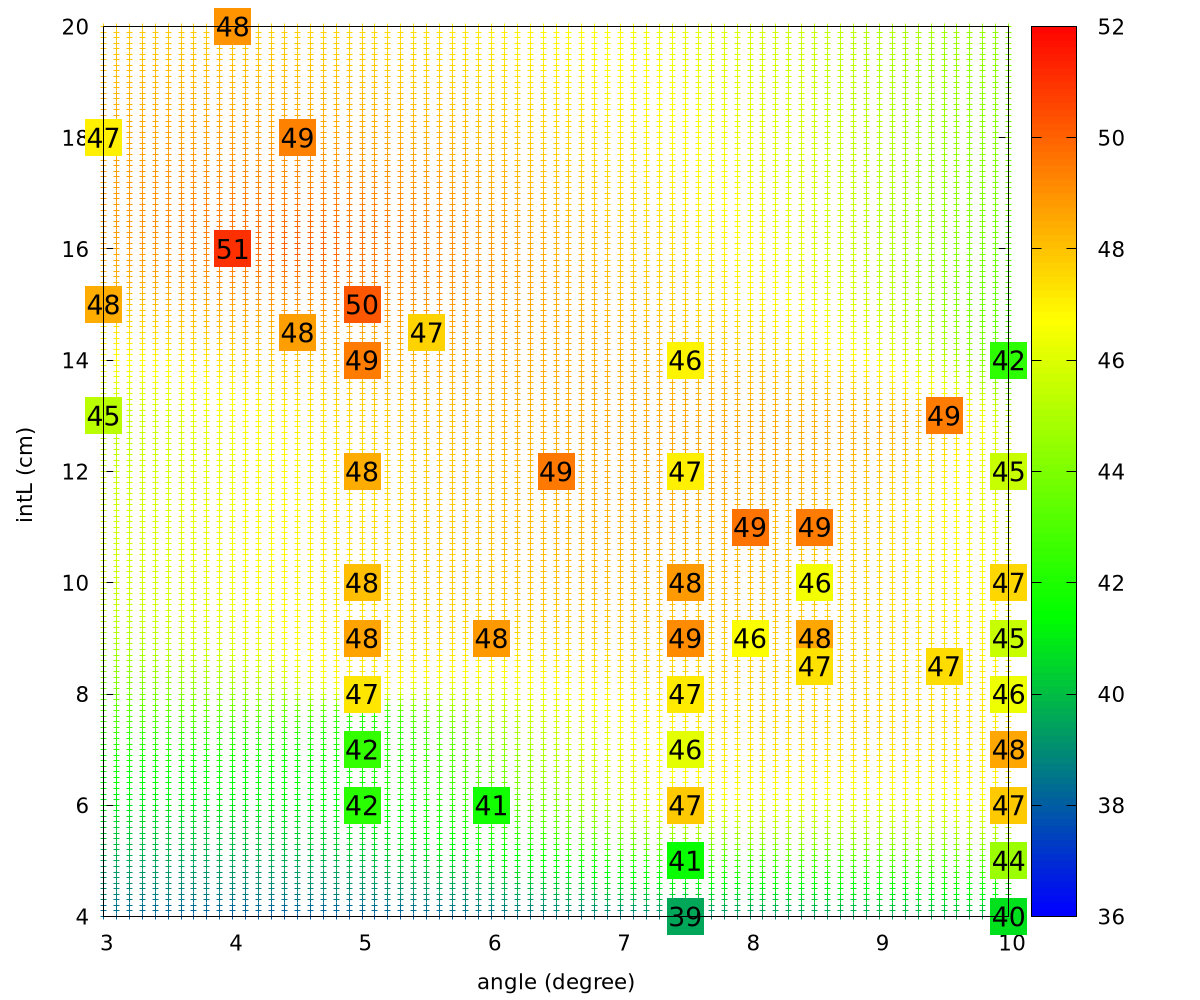 20 48 52
18 47 49 50
16 51 48
48 50
48 47
14 49 46 42 46
45 49
12 48 49 47 45 44
49 49
10 48 48 46 47 42
48 48 49 46 48 45
47 47
8 47 47 46 40
42 46 48
6 42 41 47 47 38
41 44
4 39 40 36
3 4 5 6 7 8 9 10
angle (degree)
intL (cm)